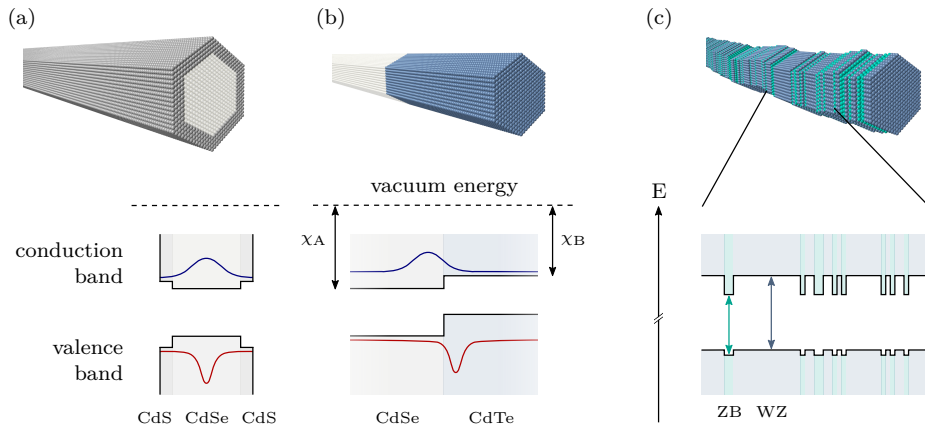 (a)
(b)
(c)
vacuum energy
E
χA
χB
conduction
band
valence
band
CdS CdSe CdS
CdSe CdTe
ZB WZ